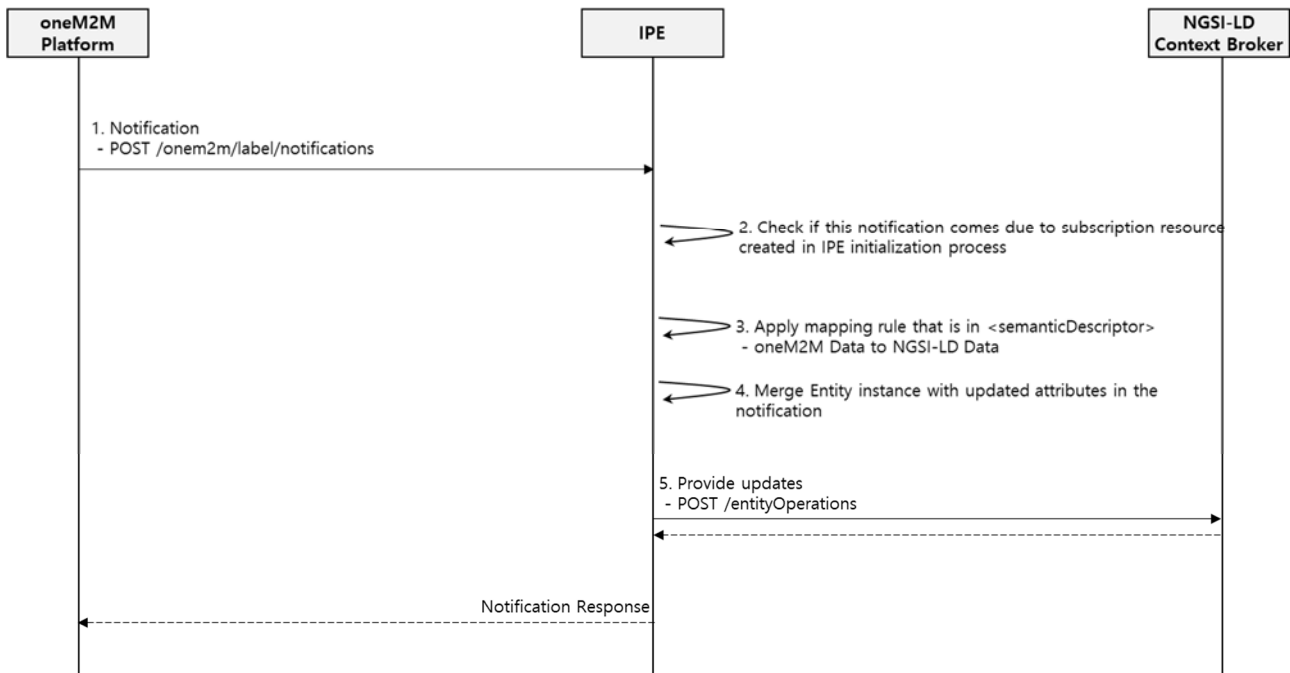 oneM2M
Platform
IPE
NGSI-LD
Context Broker
1. Notification
- POST /onem2m/label/notifications
2. Check if this notification comes due to subscription resource
created in IPE initialization process
3. Apply mapping rule that is in <semanticDescriptor>
- oneM2M Data to NGSI-LD Data
4. Merge Entity instance with updated attributes in the
notification
5. Provide updates
- POST /entityOperations
Notification Response